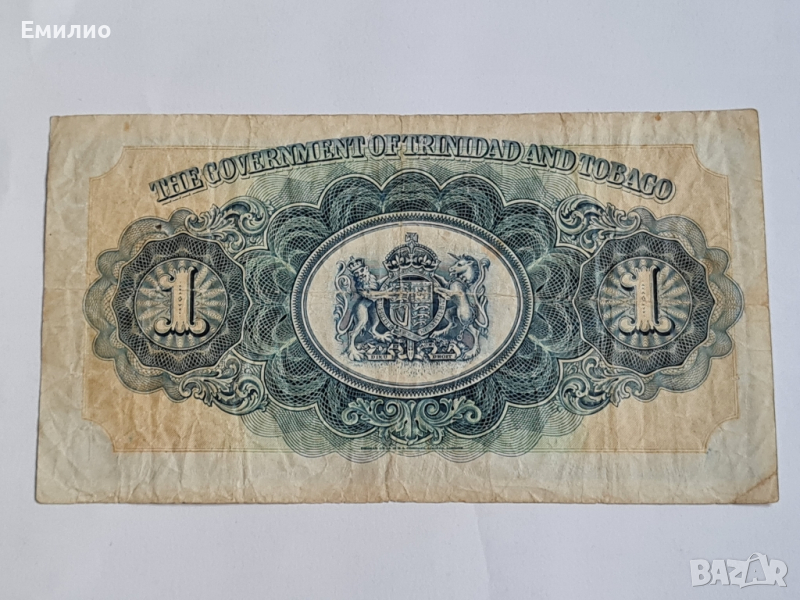 Емилио
THE GOVERNMENT OF TRINIDAD AND TOBAGO
1 1
BAZAR